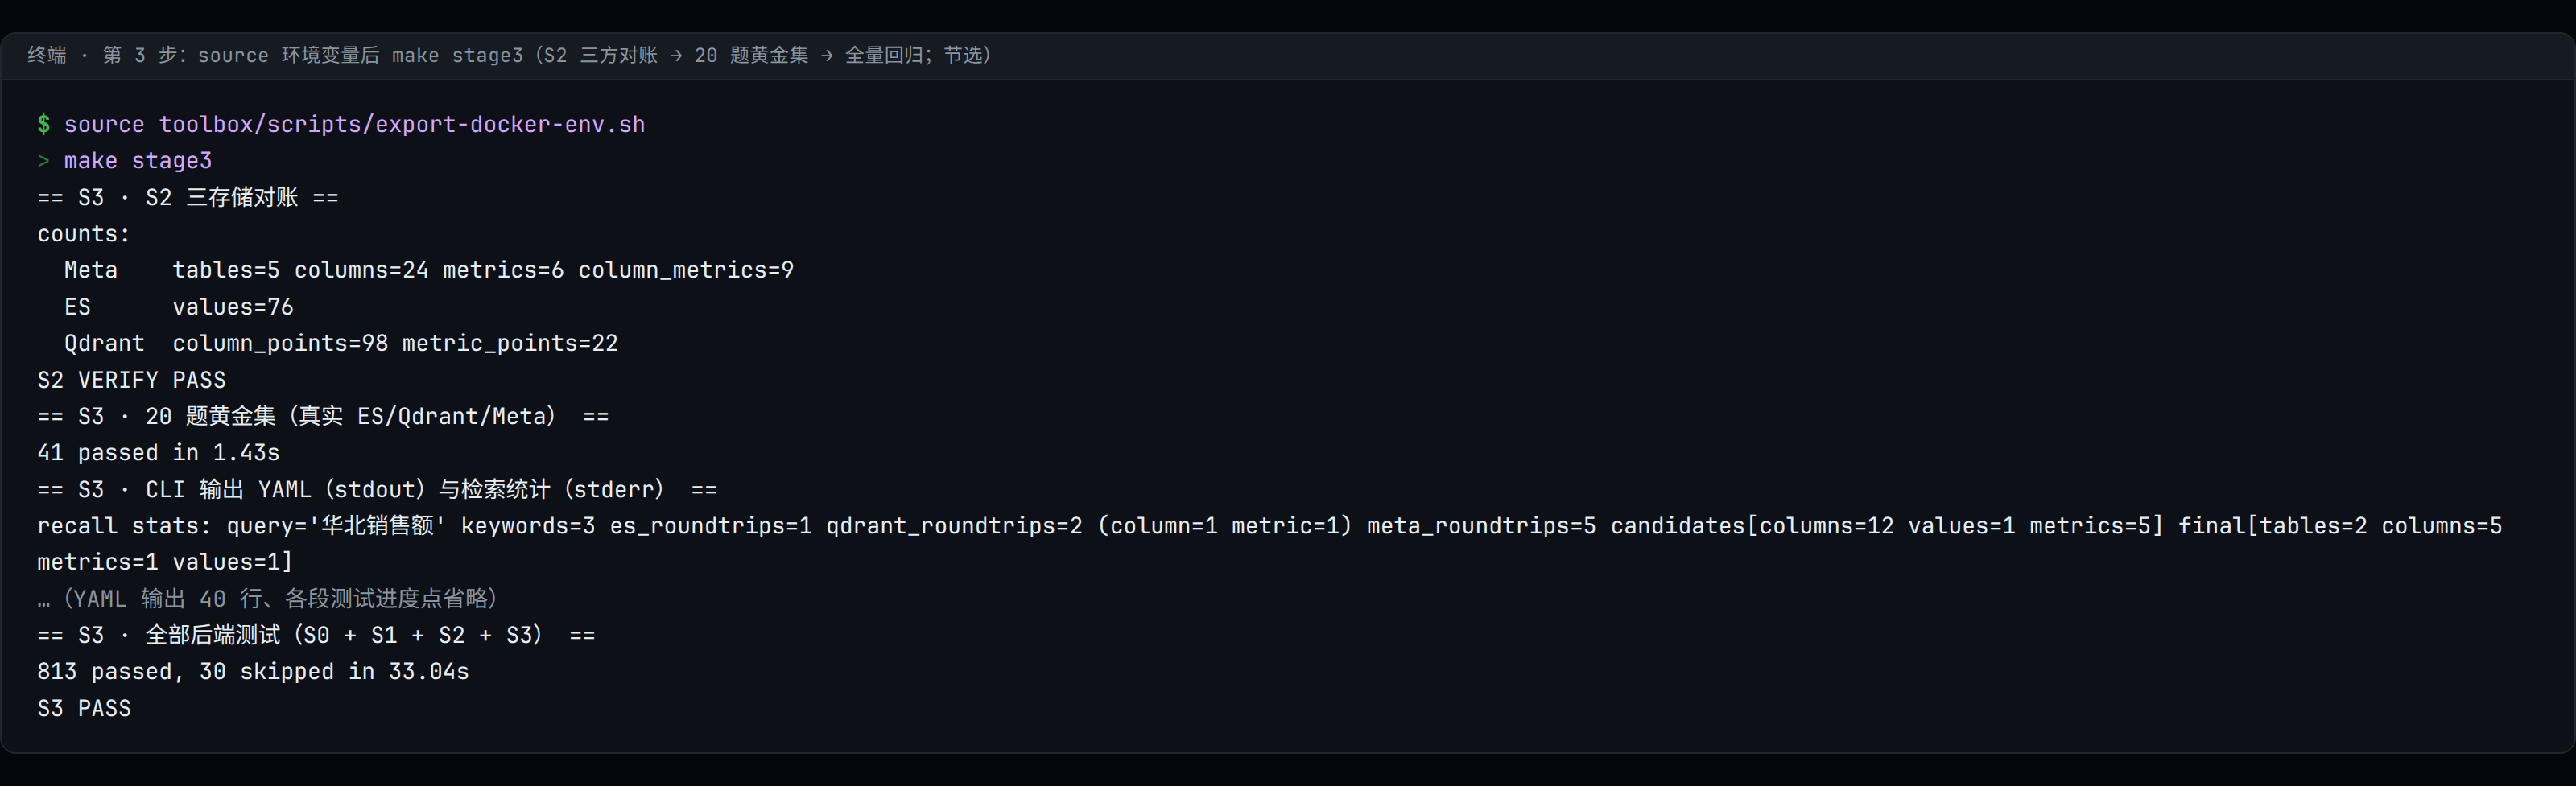 终端 · 第 3 步：source 环境变量后 make stage3（S2 三方对账 → 20 题黄金集 → 全量回归；节选）
$ source toolbox/scripts/export-docker-env.sh
> make stage3
== S3 · S2 三存储对账 ==
counts:
  Meta    tables=5 columns=24 metrics=6 column_metrics=9
  ES      values=76
  Qdrant  column_points=98 metric_points=22
S2 VERIFY PASS
== S3 · 20 题黄金集（真实 ES/Qdrant/Meta） ==
41 passed in 1.43s
== S3 · CLI 输出 YAML（stdout）与检索统计（stderr） ==
recall stats: query='华北销售额' keywords=3 es_roundtrips=1 qdrant_roundtrips=2 (column=1 metric=1) meta_roundtrips=5 candidates[columns=12 values=1 metrics=5] final[tables=2 columns=5
metrics=1 values=1]
…（YAML 输出 40 行、各段测试进度点省略）
== S3 · 全部后端测试（S0 + S1 + S2 + S3） ==
813 passed, 30 skipped in 33.04s
S3 PASS